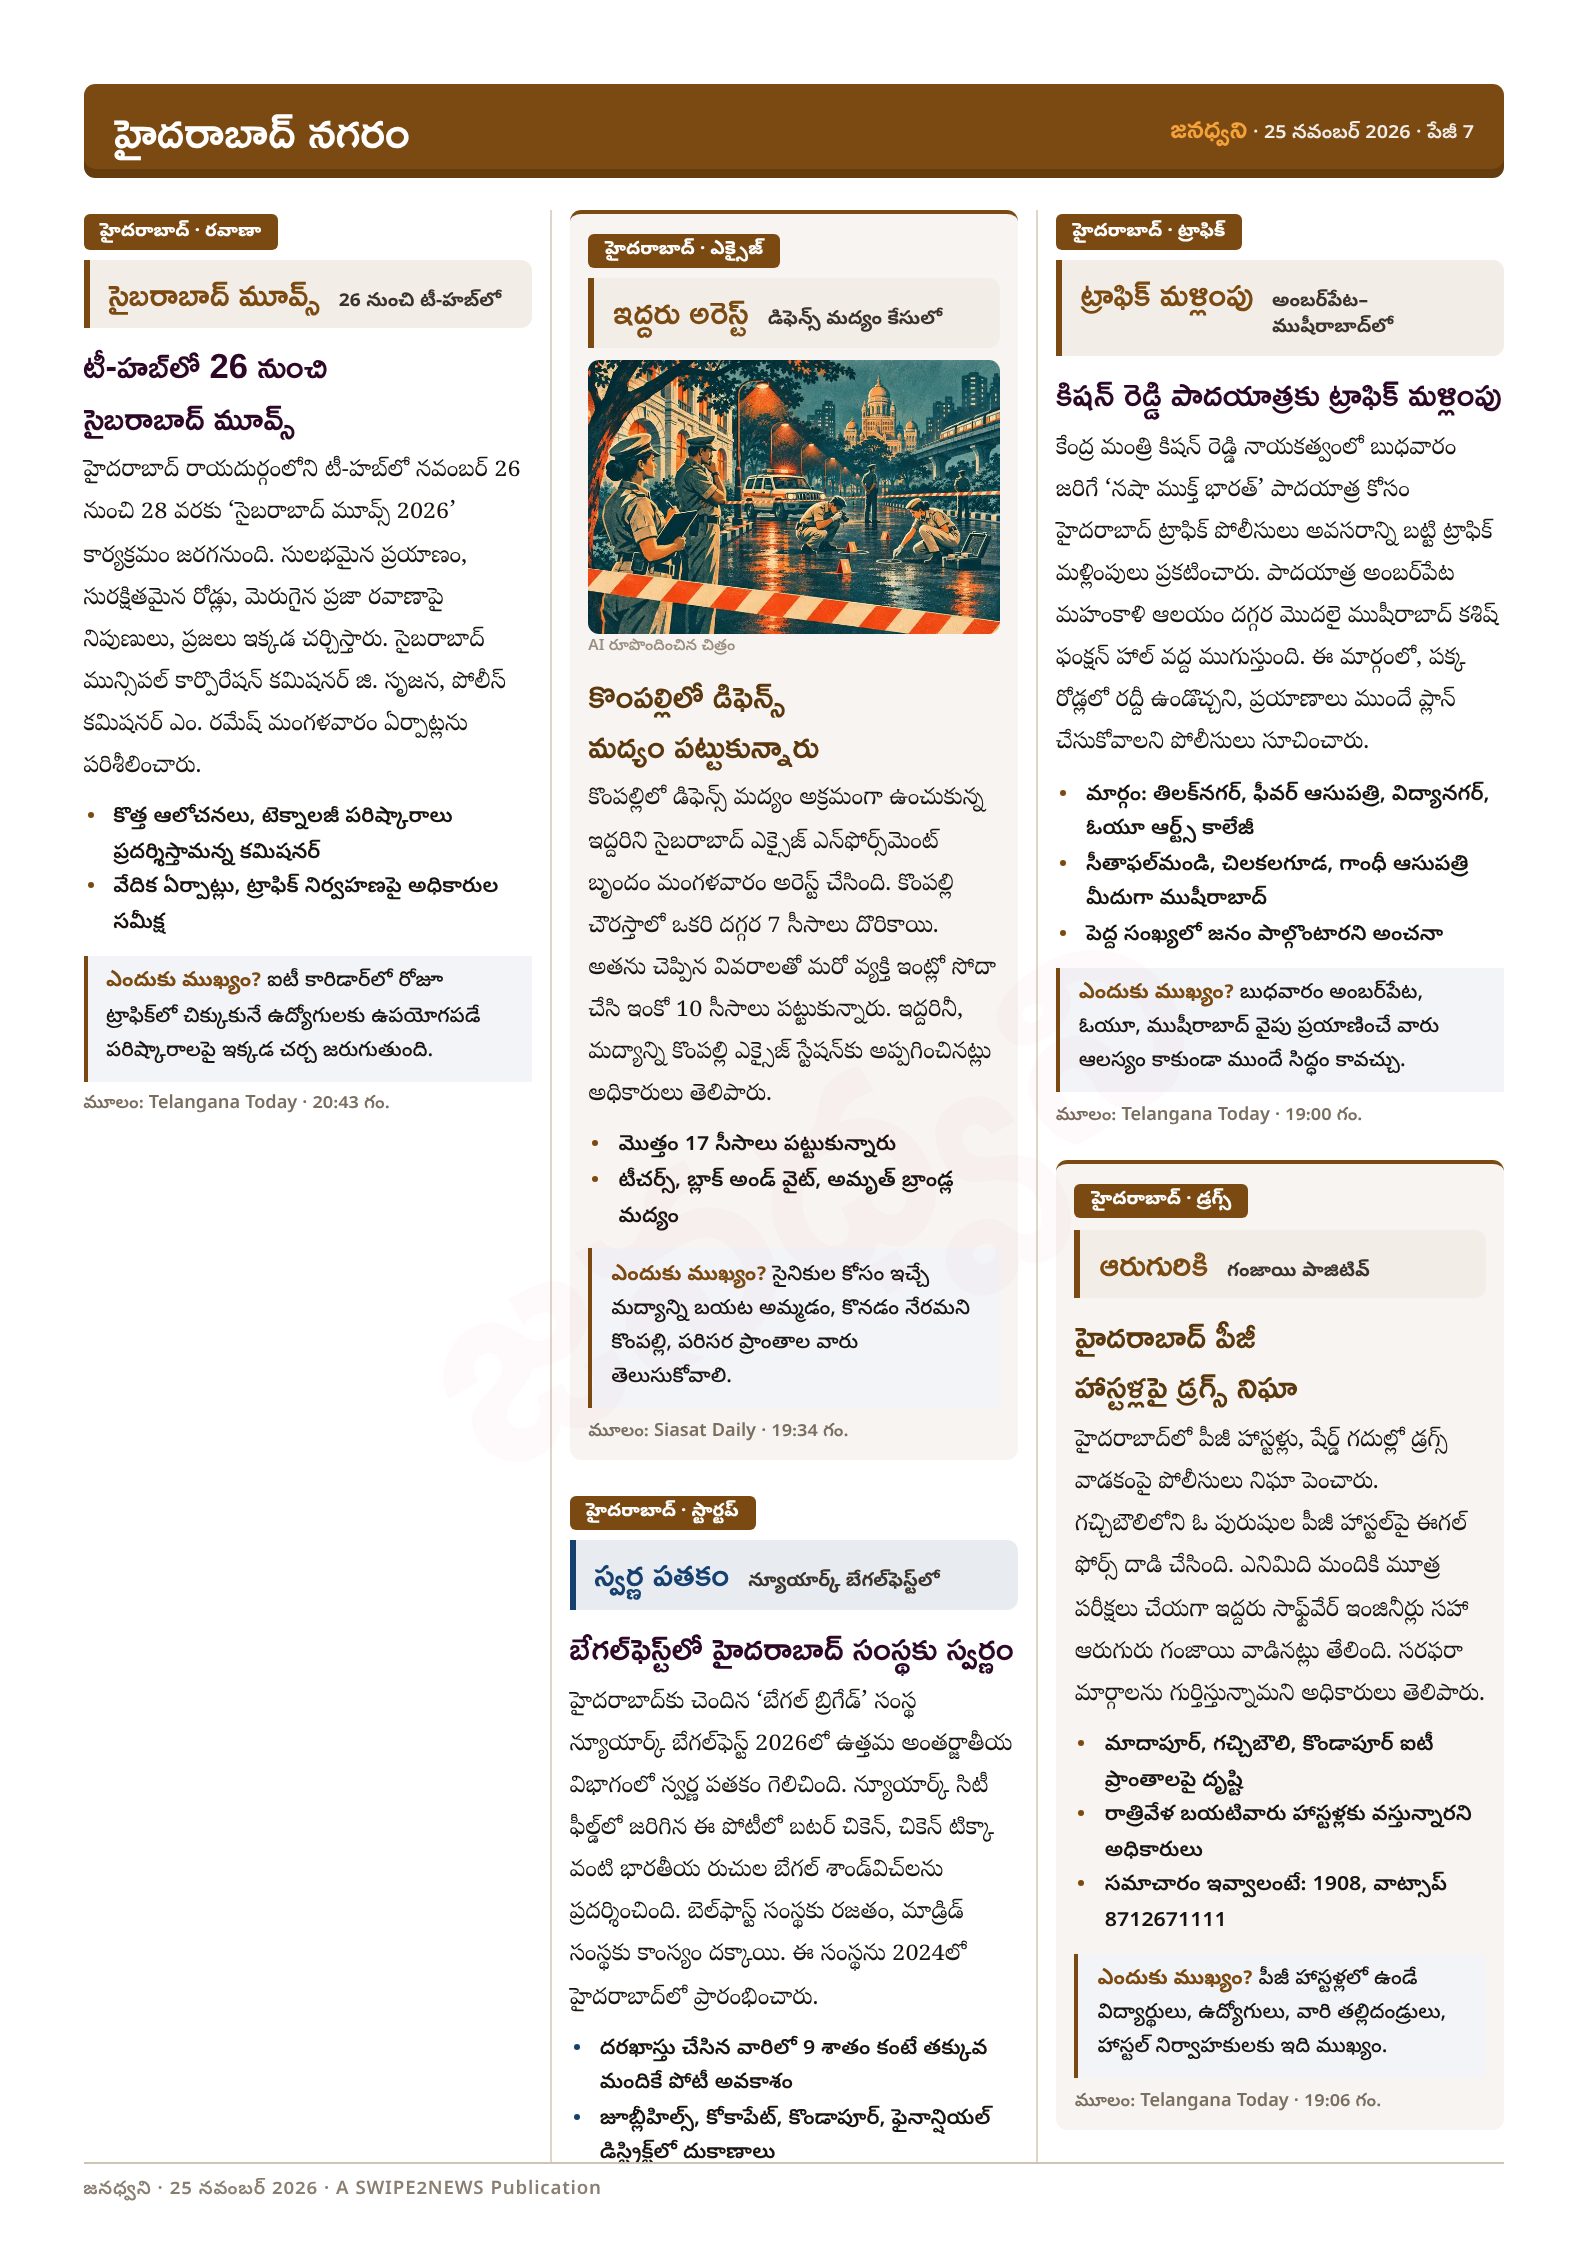 హైదరాబాద్ నగరం
జనధ్వని · 25 నవంబర్ 2026 · పేజీ 7
హైదరాబాద్ · రవాణా
సైబరాబాద్ మూవ్స్ 26 నుంచి టీ-హబ్‌లో
టీ-హబ్‌లో 26 నుంచి
సైబరాబాద్ మూవ్స్
హైదరాబాద్ రాయదుర్గంలోని టీ-హబ్‌లో నవంబర్ 26
నుంచి 28 వరకు ‘సైబరాబాద్ మూవ్స్ 2026’
కార్యక్రమం జరగనుంది. సులభమైన ప్రయాణం,
సురక్షితమైన రోడ్లు, మెరుగైన ప్రజా రవాణాపై
నిపుణులు, ప్రజలు ఇక్కడ చర్చిస్తారు. సైబరాబాద్
మున్సిపల్ కార్పొరేషన్ కమిషనర్ జి. సృజన, పోలీస్
కమిషనర్ ఎం. రమేష్ మంగళవారం ఏర్పాట్లను
పరిశీలించారు.
• కొత్త ఆలోచనలు, టెక్నాలజీ పరిష్కారాలు
ప్రదర్శిస్తామన్న కమిషనర్
• వేదిక ఏర్పాట్లు, ట్రాఫిక్ నిర్వహణపై అధికారుల
సమీక్ష
ఎందుకు ముఖ్యం? ఐటీ కారిడార్‌లో రోజూ
ట్రాఫిక్‌లో చిక్కుకునే ఉద్యోగులకు ఉపయోగపడే
పరిష్కారాలపై ఇక్కడ చర్చ జరుగుతుంది.
మూలం: Telangana Today · 20:43 గం.
హైదరాబాద్ · ఎక్సైజ్
ఇద్దరు అరెస్ట్ డిఫెన్స్ మద్యం కేసులో
AI రూపొందించిన చిత్రం
కొంపల్లిలో డిఫెన్స్
మద్యం పట్టుకున్నారు
కొంపల్లిలో డిఫెన్స్ మద్యం అక్రమంగా ఉంచుకున్న
ఇద్దరిని సైబరాబాద్ ఎక్సైజ్ ఎన్‌ఫోర్స్‌మెంట్
బృందం మంగళవారం అరెస్ట్ చేసింది. కొంపల్లి
చౌరస్తాలో ఒకరి దగ్గర 7 సీసాలు దొరికాయి.
అతను చెప్పిన వివరాలతో మరో వ్యక్తి ఇంట్లో సోదా
చేసి ఇంకో 10 సీసాలు పట్టుకున్నారు. ఇద్దరినీ,
మద్యాన్ని కొంపల్లి ఎక్సైజ్ స్టేషన్‌కు అప్పగించినట్లు
అధికారులు తెలిపారు.
• మొత్తం 17 సీసాలు పట్టుకున్నారు
• టీచర్స్, బ్లాక్ అండ్ వైట్, అమృత్ బ్రాండ్ల
మద్యం
ఎందుకు ముఖ్యం? సైనికుల కోసం ఇచ్చే
మద్యాన్ని బయట అమ్మడం, కొనడం నేరమని
కొంపల్లి, పరిసర ప్రాంతాల వారు
తెలుసుకోవాలి.
మూలం: Siasat Daily · 19:34 గం.
హైదరాబాద్ · స్టార్టప్
స్వర్ణ పతకం న్యూయార్క్ బేగల్‌ఫెస్ట్‌లో
బేగల్‌ఫెస్ట్‌లో హైదరాబాద్ సంస్థకు స్వర్ణం
హైదరాబాద్‌కు చెందిన ‘బేగల్ బ్రిగేడ్’ సంస్థ
న్యూయార్క్ బేగల్‌ఫెస్ట్ 2026లో ఉత్తమ అంతర్జాతీయ
విభాగంలో స్వర్ణ పతకం గెలిచింది. న్యూయార్క్ సిటీ
ఫీల్డ్‌లో జరిగిన ఈ పోటీలో బటర్ చికెన్, చికెన్ టిక్కా
వంటి భారతీయ రుచుల బేగల్ శాండ్‌విచ్‌లను
ప్రదర్శించింది. బెల్‌ఫాస్ట్ సంస్థకు రజతం, మాడ్రిడ్
సంస్థకు కాంస్యం దక్కాయి. ఈ సంస్థను 2024లో
హైదరాబాద్‌లో ప్రారంభించారు.
• దరఖాస్తు చేసిన వారిలో 9 శాతం కంటే తక్కువ
మందికే పోటీ అవకాశం
• జూబ్లీహిల్స్, కోకాపేట్, కొండాపూర్, ఫైనాన్షియల్
డిస్ట్రిక్ట్‌లో దుకాణాలు
హైదరాబాద్ · ట్రాఫిక్
ట్రాఫిక్ మళ్లింపు అంబర్‌పేట–
ముషీరాబాద్‌లో
కిషన్ రెడ్డి పాదయాత్రకు ట్రాఫిక్ మళ్లింపు
కేంద్ర మంత్రి కిషన్ రెడ్డి నాయకత్వంలో బుధవారం
జరిగే ‘నషా ముక్త్ భారత్’ పాదయాత్ర కోసం
హైదరాబాద్ ట్రాఫిక్ పోలీసులు అవసరాన్ని బట్టి ట్రాఫిక్
మళ్లింపులు ప్రకటించారు. పాదయాత్ర అంబర్‌పేట
మహంకాళి ఆలయం దగ్గర మొదలై ముషీరాబాద్ కశిష్
ఫంక్షన్ హాల్ వద్ద ముగుస్తుంది. ఈ మార్గంలో, పక్క
రోడ్లలో రద్దీ ఉండొచ్చని, ప్రయాణాలు ముందే ప్లాన్
చేసుకోవాలని పోలీసులు సూచించారు.
• మార్గం: తిలక్‌నగర్, ఫీవర్ ఆసుపత్రి, విద్యానగర్,
ఓయూ ఆర్ట్స్ కాలేజీ
• సీతాఫల్‌మండి, చిలకలగూడ, గాంధీ ఆసుపత్రి
మీదుగా ముషీరాబాద్
• పెద్ద సంఖ్యలో జనం పాల్గొంటారని అంచనా
ఎందుకు ముఖ్యం? బుధవారం అంబర్‌పేట,
ఓయూ, ముషీరాబాద్ వైపు ప్రయాణించే వారు
ఆలస్యం కాకుండా ముందే సిద్ధం కావచ్చు.
మూలం: Telangana Today · 19:00 గం.
హైదరాబాద్ · డ్రగ్స్
ఆరుగురికి గంజాయి పాజిటివ్
హైదరాబాద్ పీజీ
హాస్టళ్లపై డ్రగ్స్ నిఘా
హైదరాబాద్‌లో పీజీ హాస్టళ్లు, షేర్డ్ గదుల్లో డ్రగ్స్
వాడకంపై పోలీసులు నిఘా పెంచారు.
గచ్చిబౌలిలోని ఓ పురుషుల పీజీ హాస్టల్‌పై ఈగల్
ఫోర్స్ దాడి చేసింది. ఎనిమిది మందికి మూత్ర
పరీక్షలు చేయగా ఇద్దరు సాఫ్ట్‌వేర్ ఇంజినీర్లు సహా
ఆరుగురు గంజాయి వాడినట్లు తేలింది. సరఫరా
మార్గాలను గుర్తిస్తున్నామని అధికారులు తెలిపారు.
• మాదాపూర్, గచ్చిబౌలి, కొండాపూర్ ఐటీ
ప్రాంతాలపై దృష్టి
• రాత్రివేళ బయటివారు హాస్టళ్లకు వస్తున్నారని
అధికారులు
• సమాచారం ఇవ్వాలంటే: 1908, వాట్సాప్
8712671111
ఎందుకు ముఖ్యం? పీజీ హాస్టళ్లలో ఉండే
విద్యార్థులు, ఉద్యోగులు, వారి తల్లిదండ్రులు,
హాస్టల్ నిర్వాహకులకు ఇది ముఖ్యం.
మూలం: Telangana Today · 19:06 గం.
జనధ్వని
జనధ్వని · 25 నవంబర్ 2026 · A SWIPE2NEWS Publication